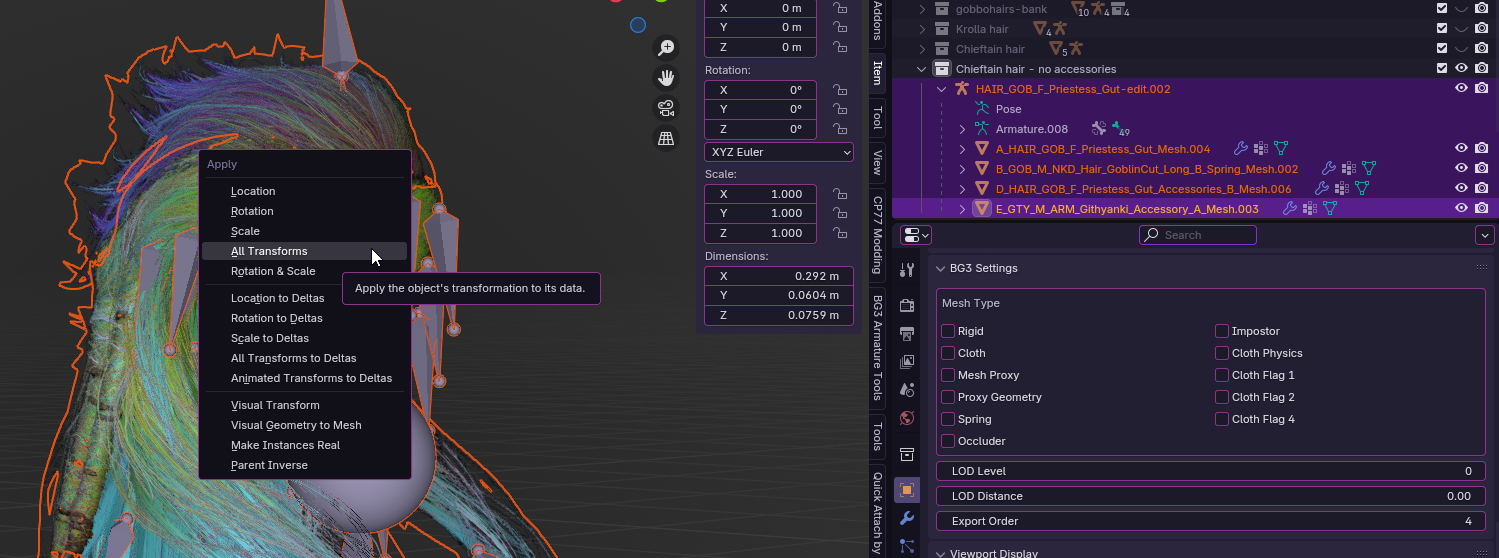 Apply
Location
Rotation
Scale
All Transforms
Rotation & Scale
Location to Deltas
Rotation to Deltas
Scale to Deltas
All Transforms to Deltas
Animated Transforms to Deltas
Visual Transform
Visual Geometry to Mesh
Make Instances Real
Parent Inverse
Apply the object's transformation to its data.
X 0 m
Y 0 m
Z 0 m
Rotation:
X 0°
Y 0°
Z 0°
XYZ Euler
Scale:
X 1.000
Y 1.000
Z 1.000
Dimensions:
X 0.292 m
Y 0.0604 m
Z 0.0759 m
Addons
Item
Tool
View
CP77 Modding
BG3 Armature Tools
Tools
Quick Attach by
gobbohairs-bank 10 4 4
Krolla hair 4
Chieftain hair 5
Chieftain hair - no accessories
HAIR_GOB_F_Priestess_Gut-edit.002
Pose
Armature.008 49
A_HAIR_GOB_F_Priestess_Gut_Mesh.004
B_GOB_M_NKD_Hair_GoblinCut_Long_B_Spring_Mesh.002
D_HAIR_GOB_F_Priestess_Gut_Accessories_B_Mesh.006
E_GTY_M_ARM_Githyanki_Accessory_A_Mesh.003
Search
BG3 Settings
Mesh Type
Rigid Impostor
Cloth Cloth Physics
Mesh Proxy Cloth Flag 1
Proxy Geometry Cloth Flag 2
Spring Cloth Flag 4
Occluder
LOD Level 0
LOD Distance 0.00
Export Order 4
Viewport Display